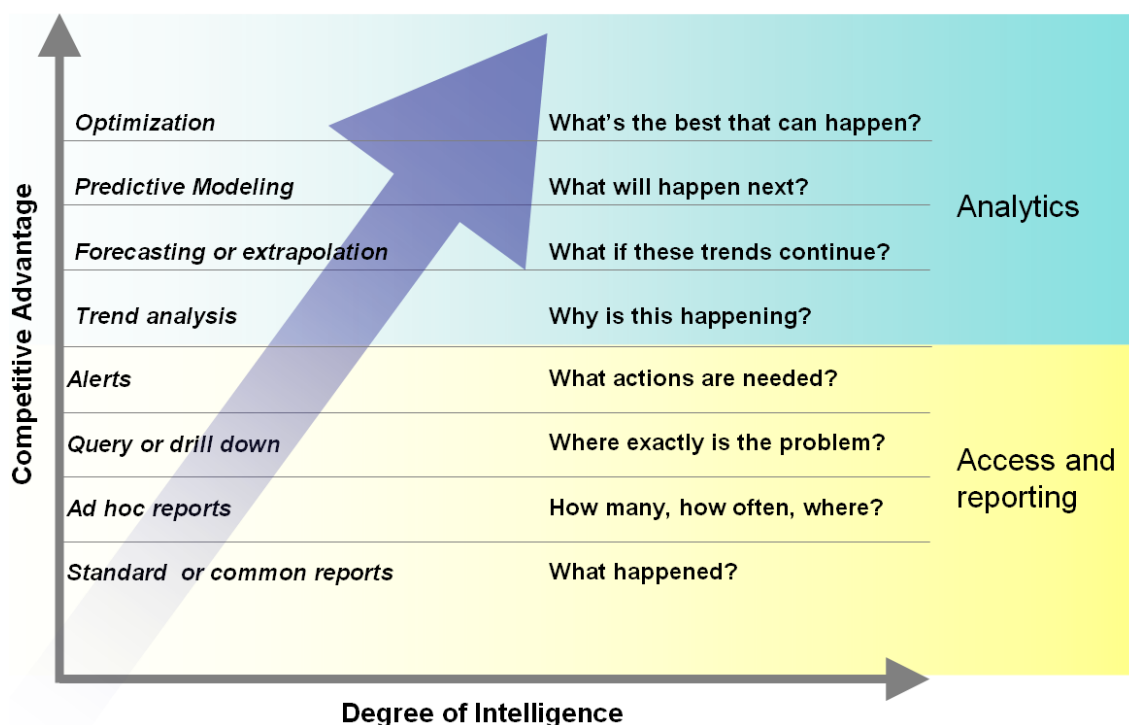 Competitive Advantage
Optimization What's the best that can happen?
Predictive Modeling What will happen next?
Analytics
Forecasting or extrapolation What if these trends continue?
Trend analysis Why is this happening?
Alerts What actions are needed?
Query or drill down Where exactly is the problem?
Access and
reporting
Ad hoc reports How many, how often, where?
Standard or common reports What happened?
Degree of Intelligence